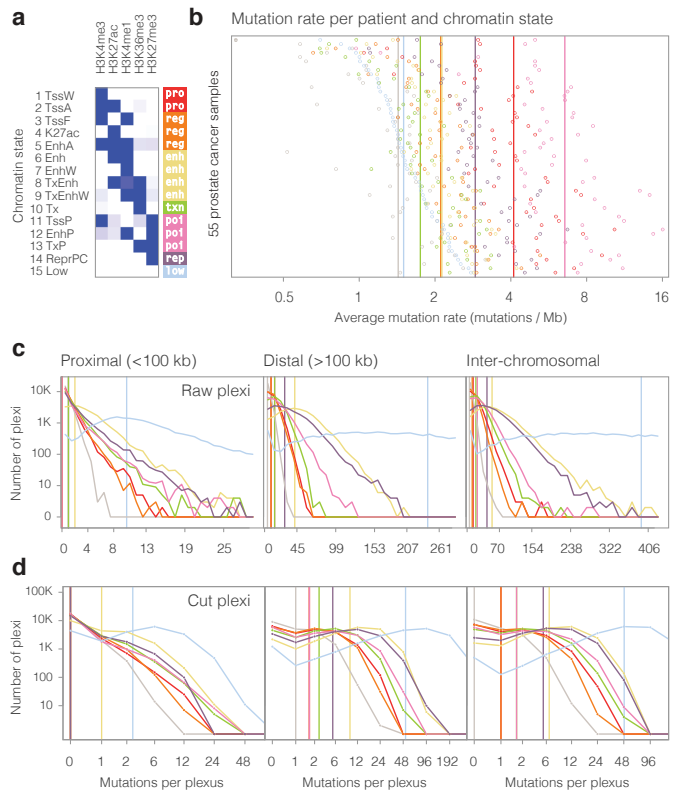 a
H3K4me3
H3K27ac
H3K4me1
H3K36me3
H3K27me3
Chromatin state
1 TssW pro
2 TssA pro
3 TssF reg
4 K27ac reg
5 EnhA reg
6 Enh enh
7 EnhW enh
8 TxEnh enh
9 TxEnhW enh
10 Tx txn
11 TssP pot
12 EnhP pot
13 TxP pot
14 ReprPC rep
15 Low low
b
Mutation rate per patient and chromatin state
55 prostate cancer samples
0.5 1 2 4 8 16
Average mutation rate (mutations / Mb)
c
Proximal (<100 kb) Distal (>100 kb) Inter-chromosomal
Raw plexi
Number of plexi
10K
1K
100
10
0
0 4 8 13 19 25 0 45 99 153 207 261 0 70 154 238 322 406
d
Cut plexi
Number of plexi
100K
10K
1K
100
10
0 1 2 6 12 24 48 0 1 2 6 12 24 48 96 192 0 1 2 6 12 24 48 96
Mutations per plexus Mutations per plexus Mutations per plexus